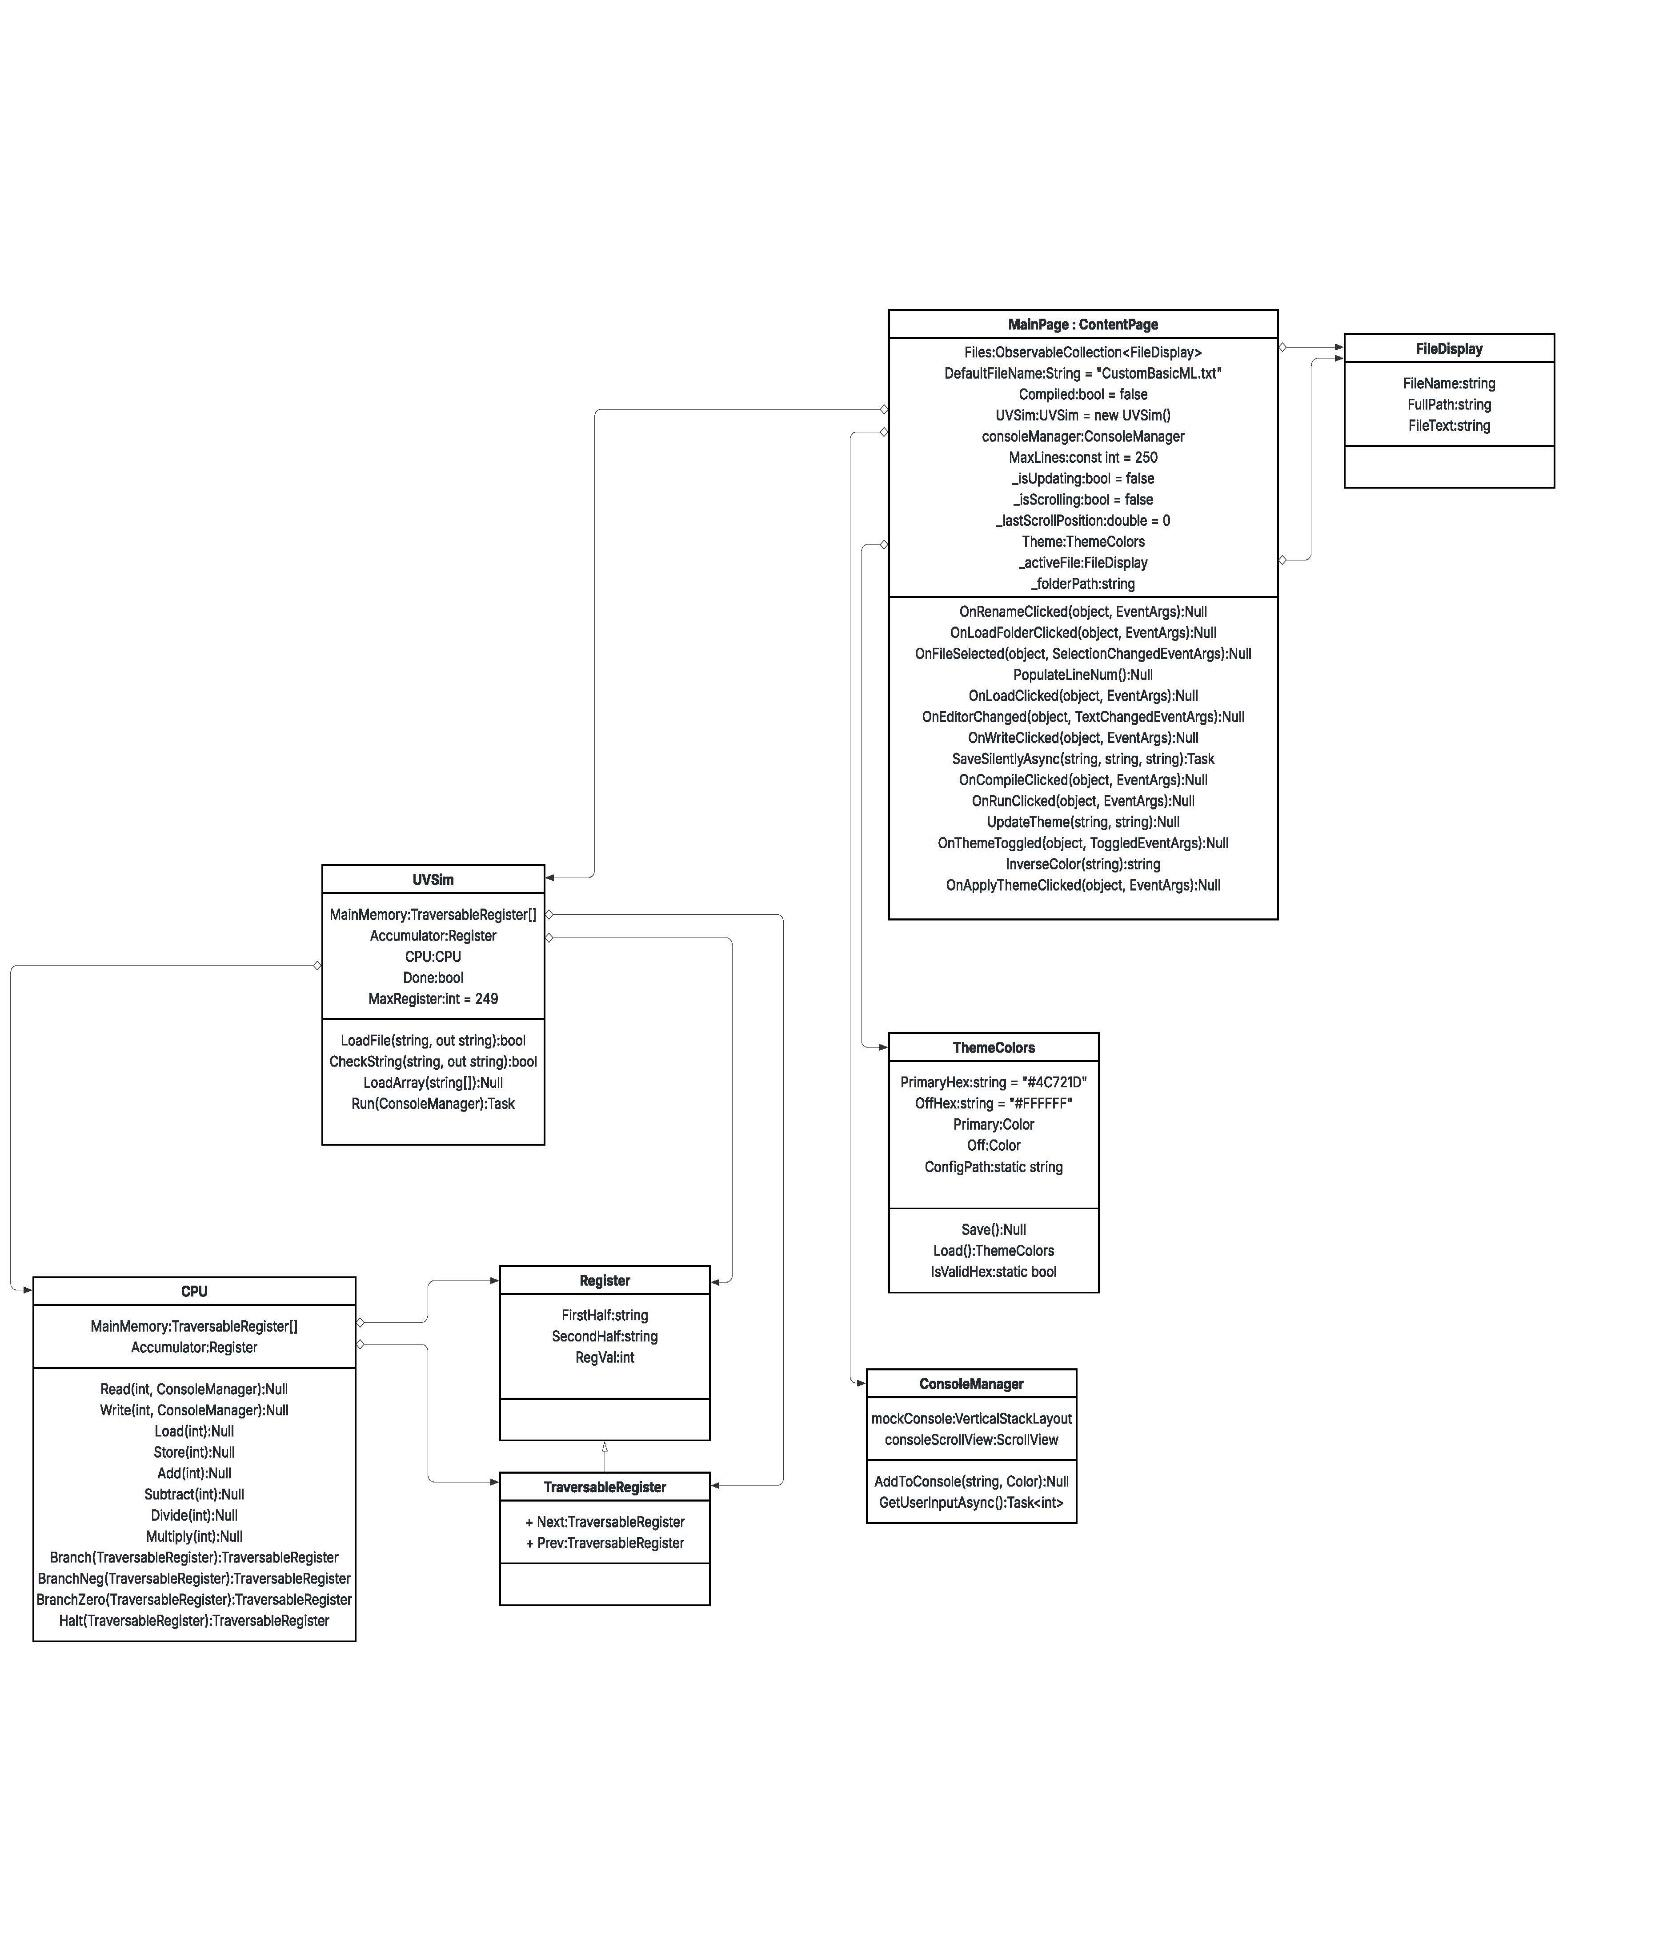 MainPage : ContentPage
Files:ObservableCollection<FileDisplay>
DefaultFileName:String = "CustomBasicML.txt"
Compiled:bool = false
UVSim:UVSim = new UVSim()
consoleManager:ConsoleManager
MaxLines:const int = 250
_isUpdating:bool = false
_isScrolling:bool = false
_lastScrollPosition:double = 0
Theme:ThemeColors
_activeFile:FileDisplay
_folderPath:string
OnRenameClicked(object, EventArgs):Null
OnLoadFolderClicked(object, EventArgs):Null
OnFileSelected(object, SelectionChangedEventArgs):Null
PopulateLineNum():Null
OnLoadClicked(object, EventArgs):Null
OnEditorChanged(object, TextChangedEventArgs):Null
OnWriteClicked(object, EventArgs):Null
SaveSilentlyAsync(string, string, string):Task
OnCompileClicked(object, EventArgs):Null
OnRunClicked(object, EventArgs):Null
UpdateTheme(string, string):Null
OnThemeToggled(object, ToggledEventArgs):Null
InverseColor(string):string
OnApplyThemeClicked(object, EventArgs):Null
FileDisplay
FileName:string
FullPath:string
FileText:string
UVSim
MainMemory:TraversableRegister[]
Accumulator:Register
CPU:CPU
Done:bool
MaxRegister:int = 249
LoadFile(string, out string):bool
CheckString(string, out string):bool
LoadArray(string[]):Null
Run(ConsoleManager):Task
ThemeColors
PrimaryHex:string = "#4C721D"
OffHex:string = "#FFFFFF"
Primary:Color
Off:Color
ConfigPath:static string
Save():Null
Load():ThemeColors
IsValidHex:static bool
CPU
MainMemory:TraversableRegister[]
Accumulator:Register
Read(int, ConsoleManager):Null
Write(int, ConsoleManager):Null
Load(int):Null
Store(int):Null
Add(int):Null
Subtract(int):Null
Divide(int):Null
Multiply(int):Null
Branch(TraversableRegister):TraversableRegister
BranchNeg(TraversableRegister):TraversableRegister
BranchZero(TraversableRegister):TraversableRegister
Halt(TraversableRegister):TraversableRegister
Register
FirstHalf:string
SecondHalf:string
RegVal:int
TraversableRegister
+ Next:TraversableRegister
+ Prev:TraversableRegister
ConsoleManager
mockConsole:VerticalStackLayout
consoleScrollView:ScrollView
AddToConsole(string, Color):Null
GetUserInputAsync():Task<int>